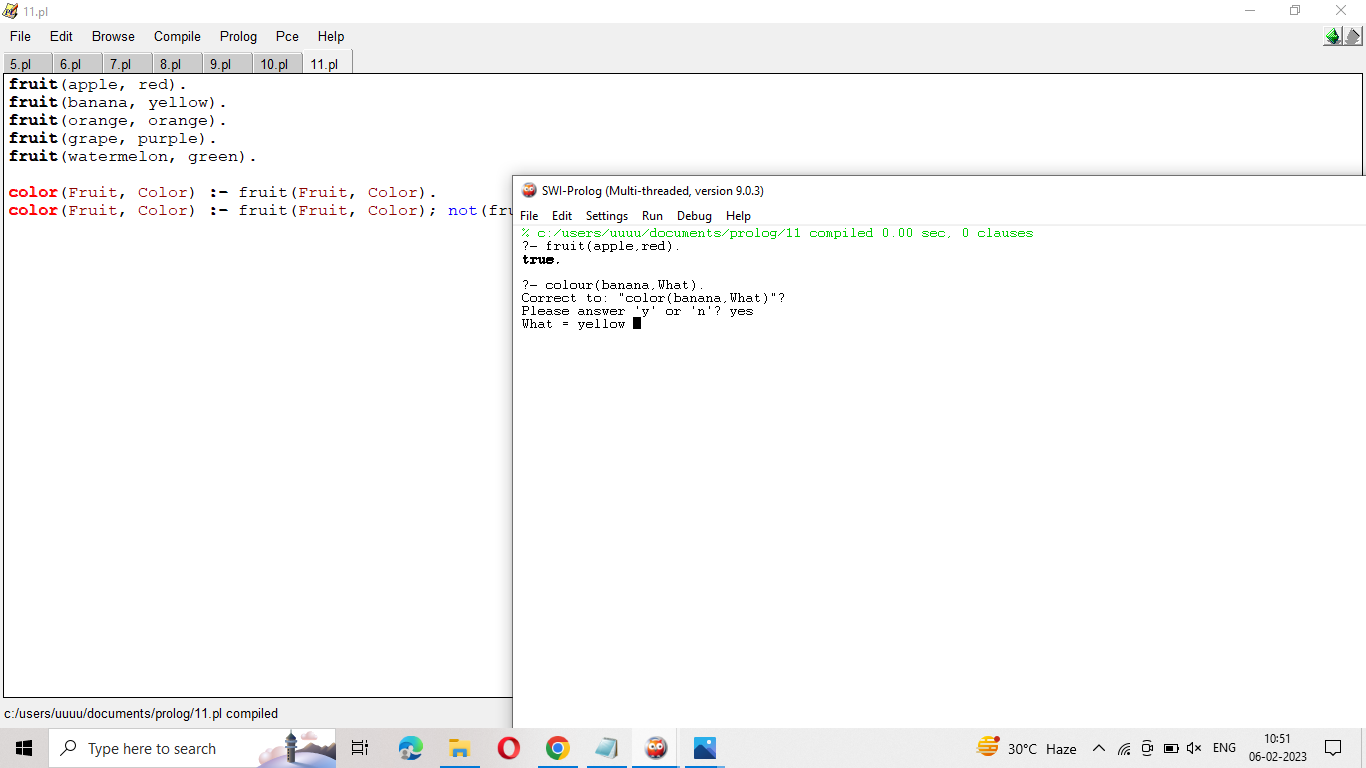 11.pl
File Edit Browse Compile Prolog Pce Help
5.pl 6.pl 7.pl 8.pl 9.pl 10.pl 11.pl
fruit(apple, red).
fruit(banana, yellow).
fruit(orange, orange).
fruit(grape, purple).
fruit(watermelon, green).
color(Fruit, Color) :- fruit(Fruit, Color).
color(Fruit, Color) :- fruit(Fruit, Color); not(fru
SWI-Prolog (Multi-threaded, version 9.0.3)
File Edit Settings Run Debug Help
% c:/users/uuuu/documents/prolog/11 compiled 0.00 sec, 0 clauses
?- fruit(apple,red).
true.
?- colour(banana,What).
Correct to: "color(banana,What)"?
Please answer 'y' or 'n'? yes
What = yellow
c:/users/uuuu/documents/prolog/11.pl compiled
Type here to search
30°C Haze
ENG
10:51
06-02-2023